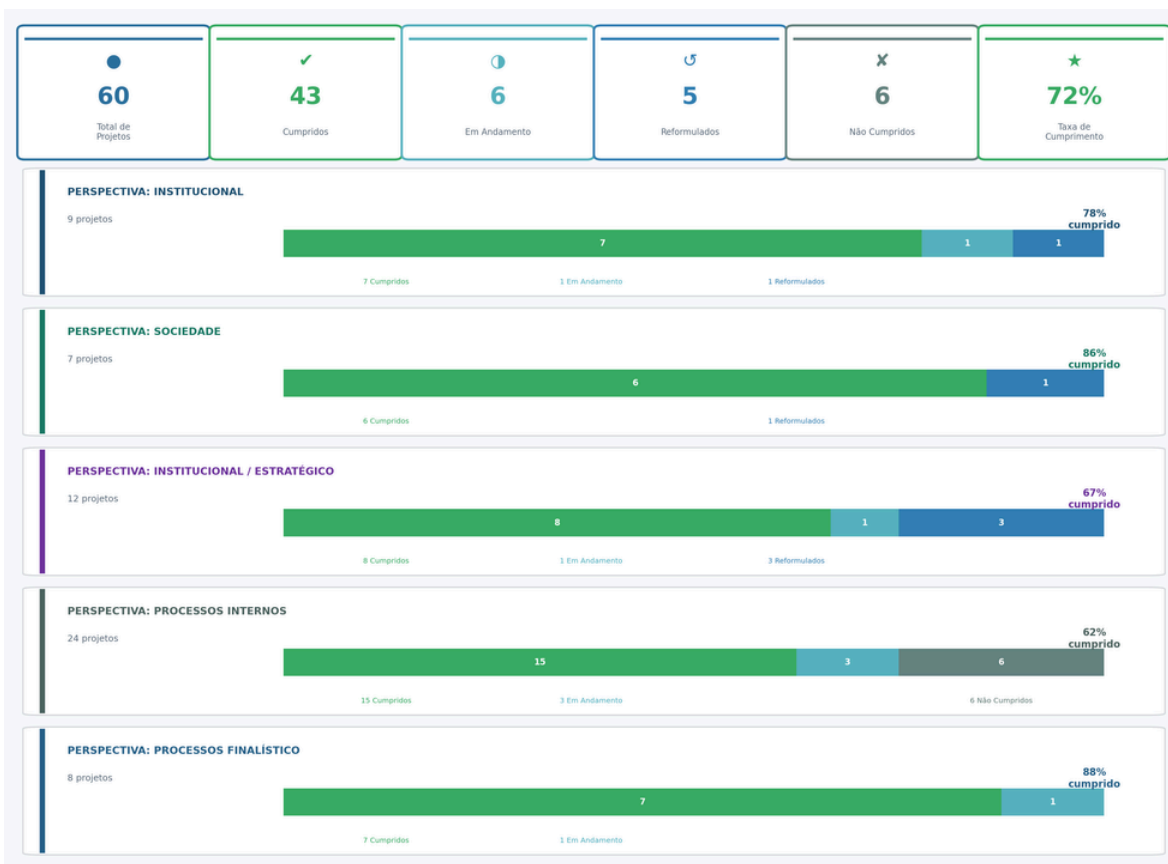 60
Total de
Projetos
✔
43
Cumpridos
6
Em Andamento
↺
5
Reformulados
✘
6
Não Cumpridos
★
72%
Taxa de
Cumprimento
PERSPECTIVA: INSTITUCIONAL
9 projetos
78%
cumprido
7 1 1
7 Cumpridos 1 Em Andamento 1 Reformulados
PERSPECTIVA: SOCIEDADE
7 projetos
86%
cumprido
6 1
6 Cumpridos 1 Reformulados
PERSPECTIVA: INSTITUCIONAL / ESTRATÉGICO
12 projetos
67%
cumprido
8 1 3
8 Cumpridos 1 Em Andamento 3 Reformulados
PERSPECTIVA: PROCESSOS INTERNOS
24 projetos
62%
cumprido
15 3 6
15 Cumpridos 3 Em Andamento 6 Não Cumpridos
PERSPECTIVA: PROCESSOS FINALÍSTICO
8 projetos
88%
cumprido
7 1
7 Cumpridos 1 Em Andamento